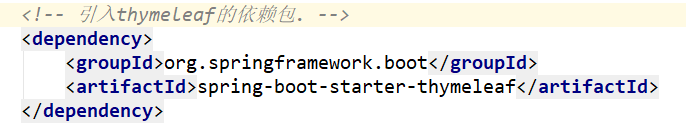 <!-- 引入thymeleaf的依赖包. -->
<dependency>
<groupId>org.springframework.boot</groupId>
<artifactId>spring-boot-starter-thymeleaf</artifactId>
</dependency>